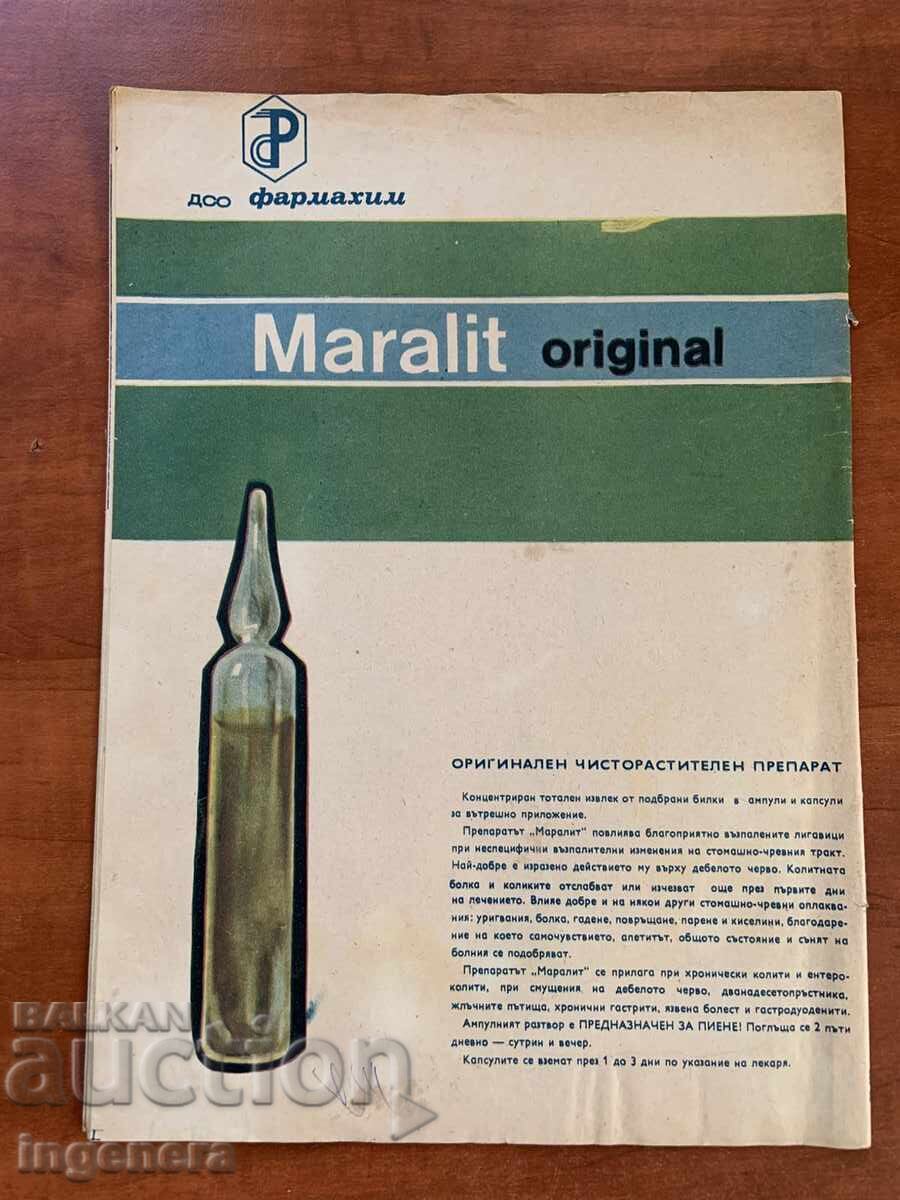 ДСО фармахим
Maralit original
ОРИГИНАЛЕН ЧИСТОРАСТИТЕЛЕН ПРЕПАРАТ
Концентриран тотален извлек от подбрани билки в ампули и капсули
за вътрешно приложение.
Препаратът „Маралит" повлиява благоприятно възпалените лигавици
при неспецифични възпалителни изменения на стомашно-чревния тракт.
Най-добре е изразено действието му върху дебелото черво. Колитната
болка и коликите отслабват или изчезват още през първите дни
на лечението. Влияе добре и на някои други стомашно-чревни оплаква-
ния: уригвания, болка, гадене, повръщане, парене и киселини, благодаре-
ние на което самочувствието, апетитът, общото състояние и сънят на
болния се подобряват.
Препаратът „Маралит" се прилага при хронически колити и ентеро-
колити, при смущения на дебелото черво, дванадесетопръстника,
жлъчните пътища, хронични гастрити, язвена болест и гастродуоденити.
Ампулният разтвор е ПРЕДНАЗНАЧЕН ЗА ПИЕНЕ! Поглъща се 2 пъти
дневно — сутрин и вечер.
Капсулите се вземат през 1 до 3 дни по указание на лекаря.
BALKAN
auction
ingenera